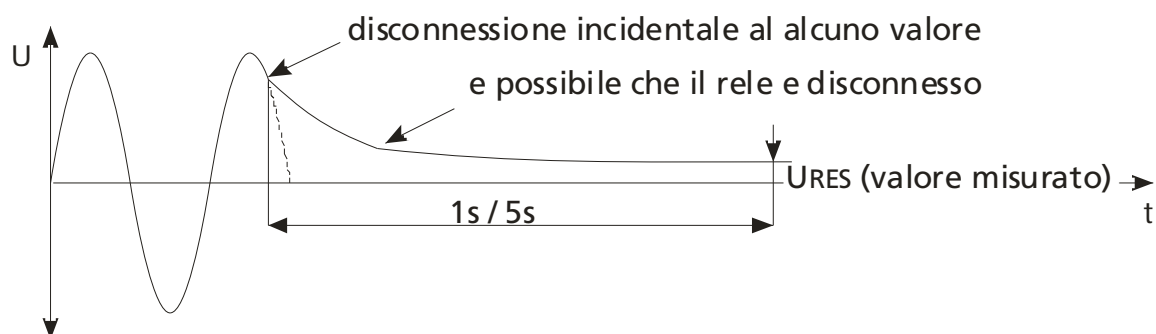 disconnessione incidentale al alcuno valore
U
e possibile che il rele e disconnesso
URES (valore misurato)
1s / 5s
t